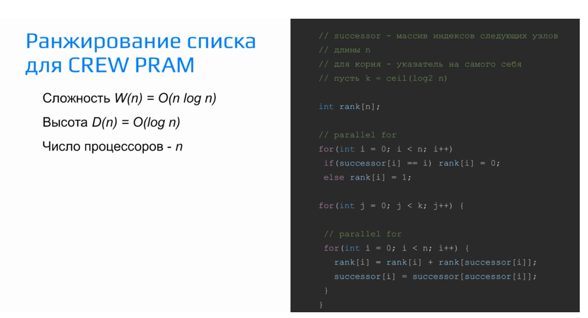 Ранжирование списка
для CREW PRAM
Сложность W(n) = O(n log n)
Высота D(n) = O(log n)
Число процессоров - n
// successor - массив индексов следующих узлов
// длины n
// для корня - указатель на самого себя
// пусть k = ceil(log2 n)
int rank[n];
// parallel for
for(int i = 0; i < n; i++)
if(successor[i] == i) rank[i] = 0;
else rank[i] = 1;
for(int j = 0; j < k; j++) {
// parallel for
for(int i = 0; i < n; i++) {
rank[i] = rank[i] + rank[successor[i]];
successor[i] = successor[successor[i]];
}
}